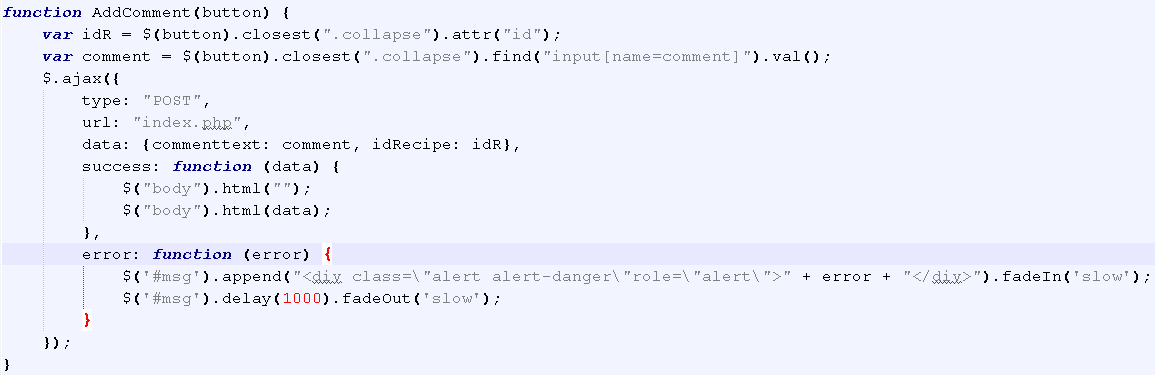 function AddComment(button) {
    var idR = $(button).closest(".collapse").attr("id");
    var comment = $(button).closest(".collapse").find("input[name=comment]").val();
    $.ajax({
        type: "POST",
        url: "index.php",
        data: {commenttext: comment, idRecipe: idR},
        success: function (data) {
            $("body").html("");
            $("body").html(data);
        },
        error: function (error) {
            $('#msg').append("<div class=\"alert alert-danger\"role=\"alert\">" + error + "</div>").fadeIn('slow');
            $('#msg').delay(1000).fadeOut('slow');
        }
    });
}